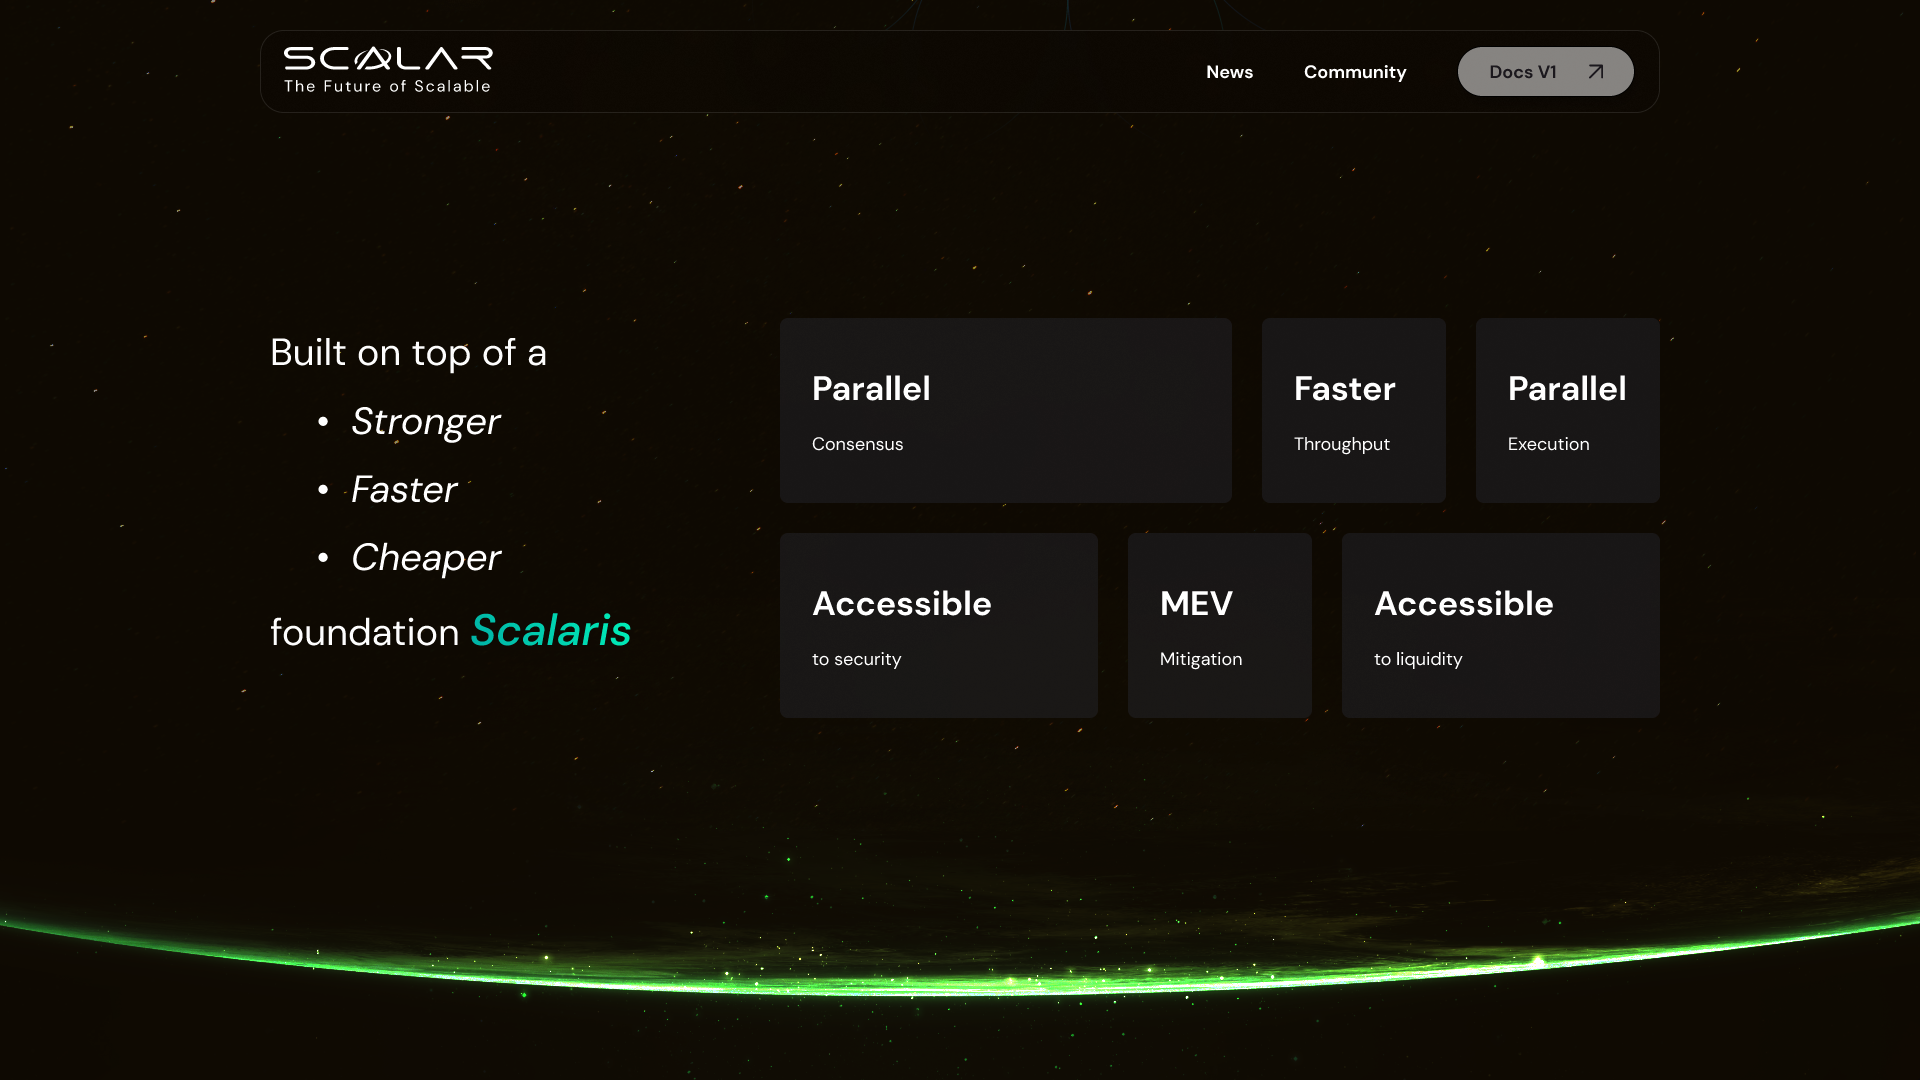 SCALAR
The Future of Scalable
News
Community
Docs V1
Built on top of a
• Stronger
• Faster
• Cheaper
foundation Scalaris
Parallel
Consensus
Faster
Throughput
Parallel
Execution
Accessible
to security
MEV
Mitigation
Accessible
to liquidity